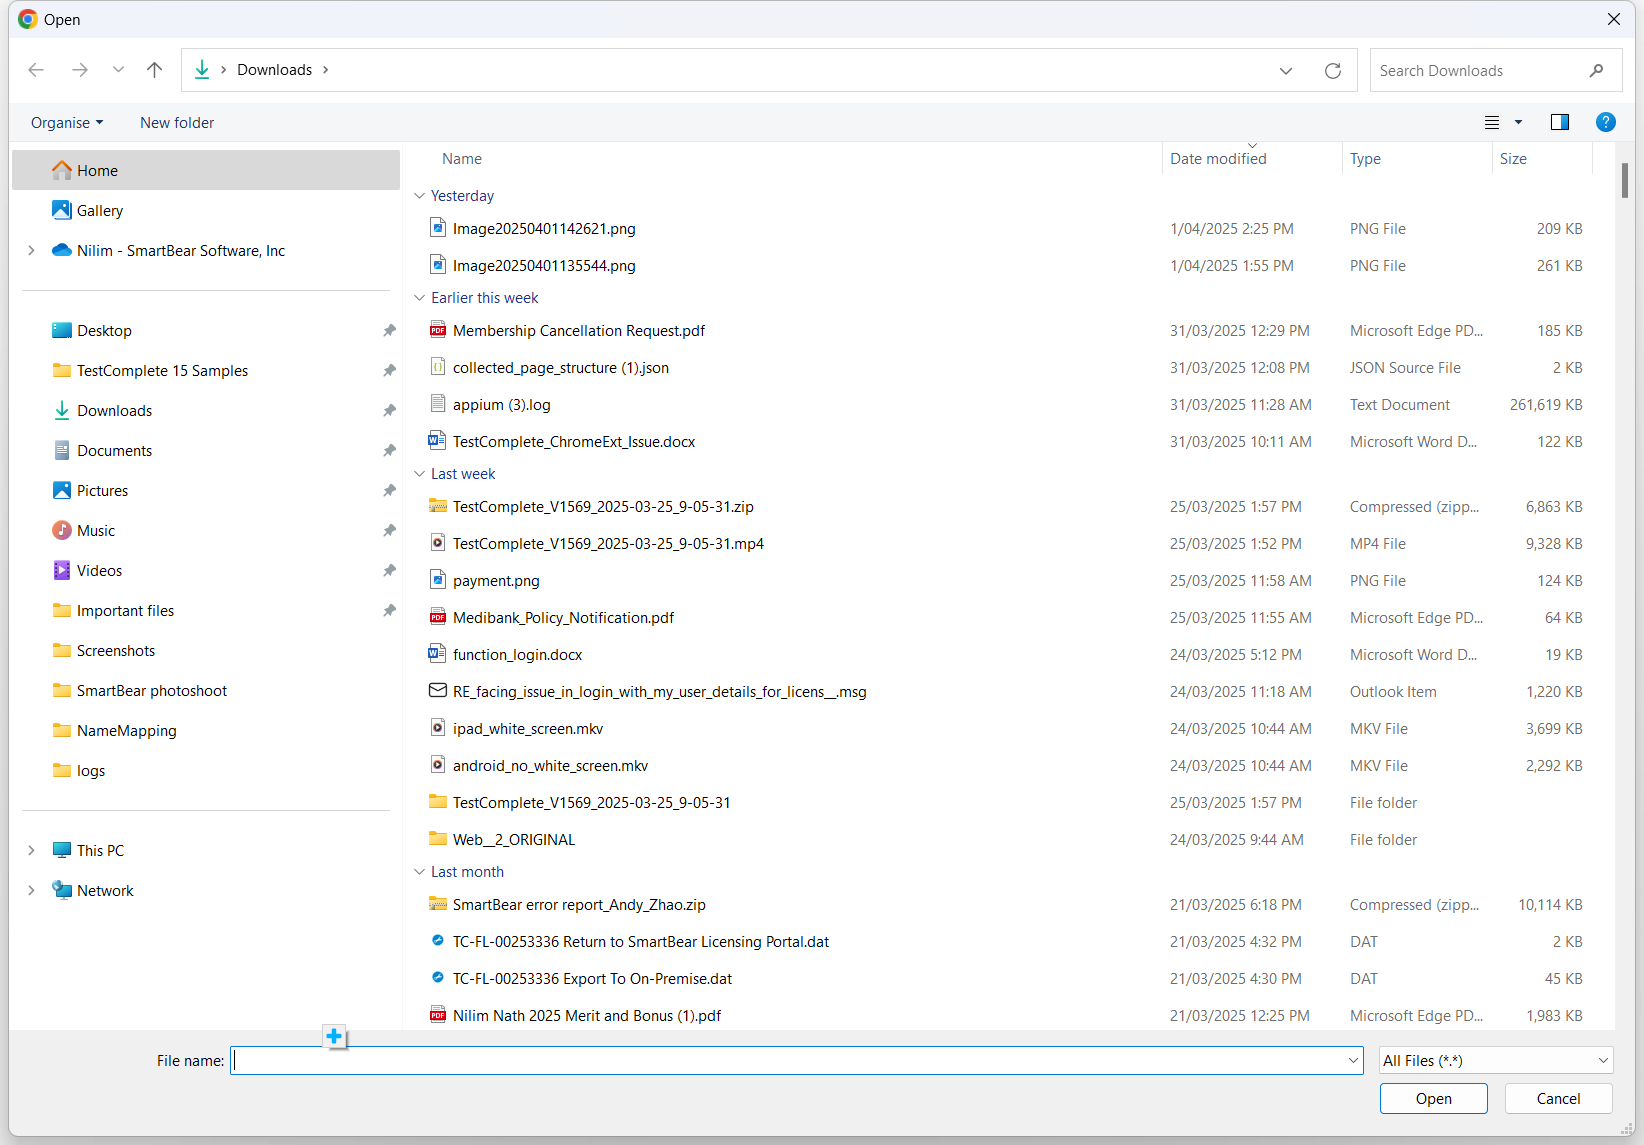 Open
Downloads
Search Downloads
Organise
New folder
?
Home
Gallery
Nilim - SmartBear Software, Inc
Desktop
TestComplete 15 Samples
Downloads
Documents
Pictures
Music
Videos
Important files
Screenshots
SmartBear photoshoot
NameMapping
logs
This PC
Network
Name Date modified Type Size
Yesterday
Image20250401142621.png 1/04/2025 2:25 PM PNG File 209 KB
Image20250401135544.png 1/04/2025 1:55 PM PNG File 261 KB
Earlier this week
PDF Membership Cancellation Request.pdf 31/03/2025 12:29 PM Microsoft Edge PD... 185 KB
collected_page_structure (1).json 31/03/2025 12:08 PM JSON Source File 2 KB
appium (3).log 31/03/2025 11:28 AM Text Document 261,619 KB
W TestComplete_ChromeExt_Issue.docx 31/03/2025 10:11 AM Microsoft Word D... 122 KB
Last week
TestComplete_V1569_2025-03-25_9-05-31.zip 25/03/2025 1:57 PM Compressed (zipp... 6,863 KB
TestComplete_V1569_2025-03-25_9-05-31.mp4 25/03/2025 1:52 PM MP4 File 9,328 KB
payment.png 25/03/2025 11:58 AM PNG File 124 KB
PDF Medibank_Policy_Notification.pdf 25/03/2025 11:55 AM Microsoft Edge PD... 64 KB
W function_login.docx 24/03/2025 5:12 PM Microsoft Word D... 19 KB
RE_facing_issue_in_login_with_my_user_details_for_licens__.msg 24/03/2025 11:18 AM Outlook Item 1,220 KB
ipad_white_screen.mkv 24/03/2025 10:44 AM MKV File 3,699 KB
android_no_white_screen.mkv 24/03/2025 10:44 AM MKV File 2,292 KB
TestComplete_V1569_2025-03-25_9-05-31 25/03/2025 1:57 PM File folder
Web__2_ORIGINAL 24/03/2025 9:44 AM File folder
Last month
SmartBear error report_Andy_Zhao.zip 21/03/2025 6:18 PM Compressed (zipp... 10,114 KB
TC-FL-00253336 Return to SmartBear Licensing Portal.dat 21/03/2025 4:32 PM DAT 2 KB
TC-FL-00253336 Export To On-Premise.dat 21/03/2025 4:30 PM DAT 45 KB
PDF Nilim Nath 2025 Merit and Bonus (1).pdf 21/03/2025 12:25 PM Microsoft Edge PD... 1,983 KB
File name:
All Files (*.*)
Open
Cancel